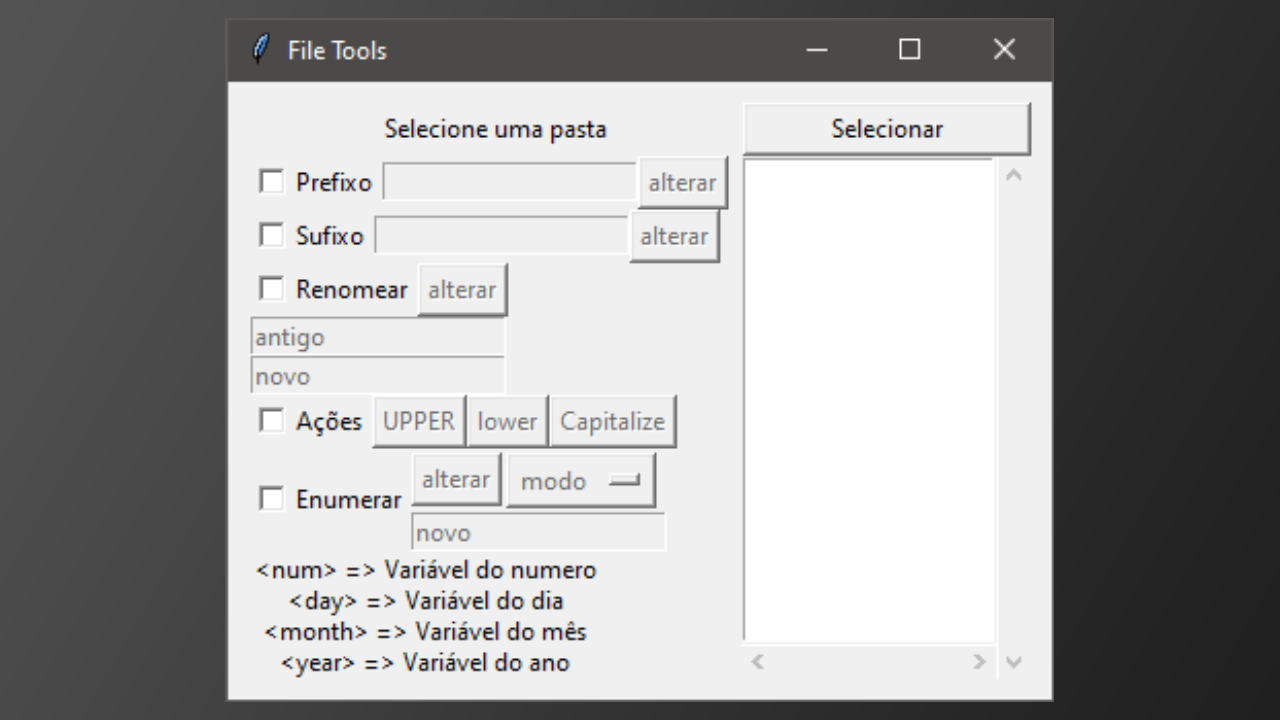 File Tools
Selecione uma pasta
Selecionar
Prefixo
alterar
Sufixo
alterar
Renomear
alterar
antigo
novo
Ações
UPPER
lower
Capitalize
Enumerar
alterar
modo
novo
<num> => Variável do numero
<day> => Variável do dia
<month> => Variável do mês
<year> => Variável do ano